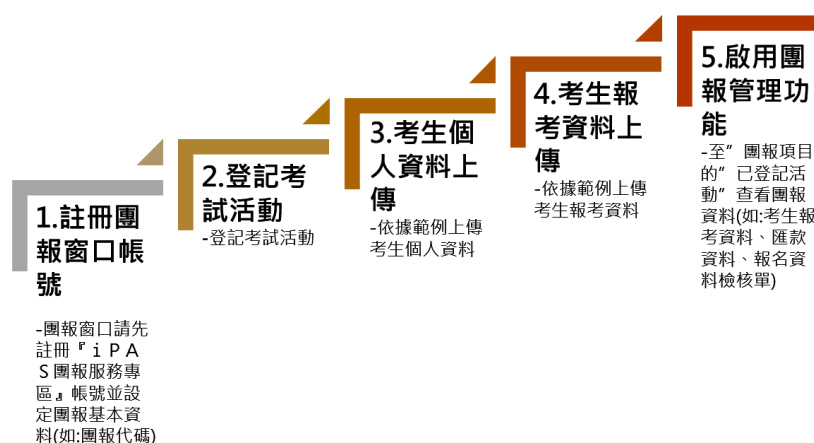 1.註冊團
報窗口帳
號
-團報窗口請先
註冊『ｉＰＡ
Ｓ團報服務專
區』帳號並設
定團報基本資
料(如:團報代碼)
2.登記考
試活動
-登記考試活動
3.考生個
人資料上
傳
-依據範例上傳
考生個人資料
4.考生報
考資料上
傳
-依據範例上傳
考生報考資料
5.啟用團
報管理功
能
-至”團報項目
的”已登記活
動”查看團報
資料(如:考生報
考資料、匯款
資料、報名資
料檢核單)